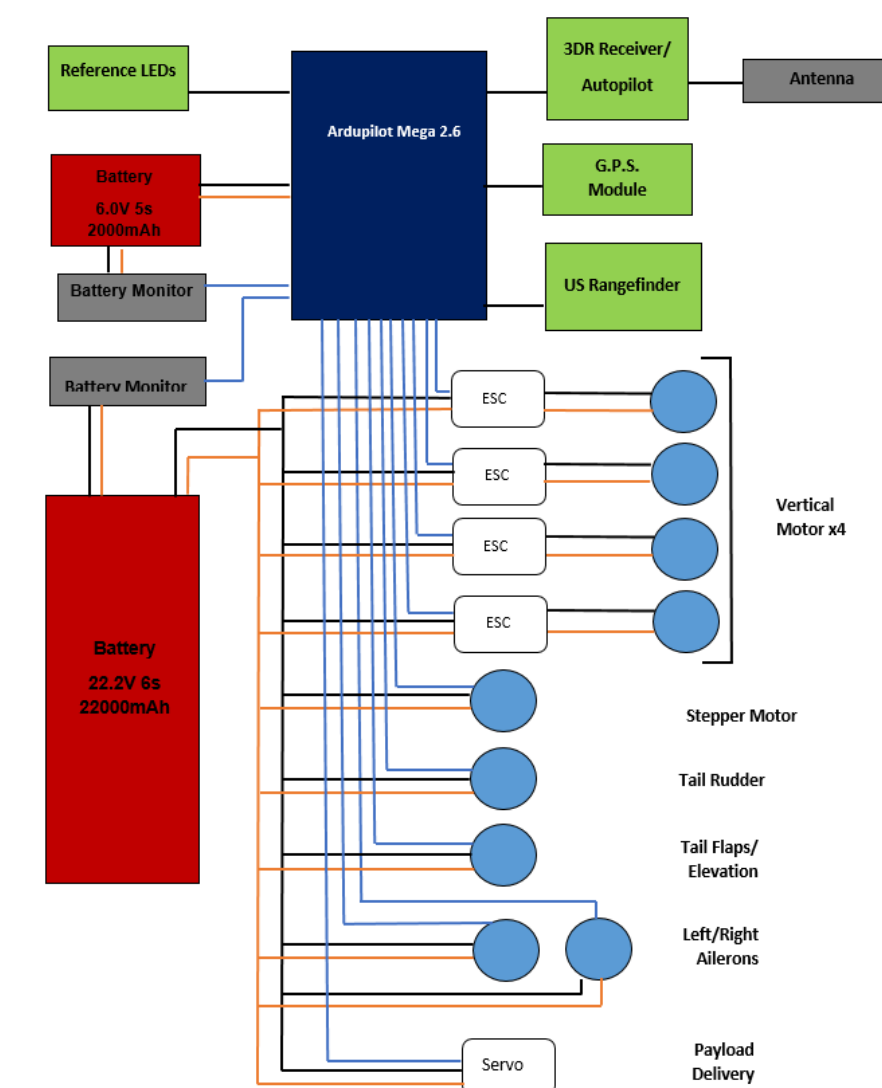 Reference LEDs
3DR Receiver/
Autopilot
Antenna
Ardupilot Mega 2.6
Battery
6.0V 5s
2000mAh
G.P.S.
Module
Battery Monitor
US Rangefinder
Battery Monitor
ESC
ESC
ESC
ESC
Vertical
Motor x4
Battery
22.2V 6s
22000mAh
Stepper Motor
Tail Rudder
Tail Flaps/
Elevation
Left/Right
Ailerons
Servo
Payload
Delivery